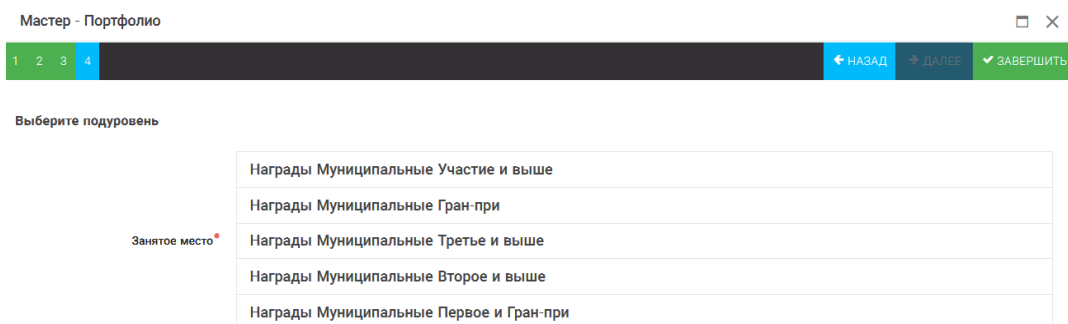 Мастер - Портфолио
1 2 3 4 НАЗАД ДАЛЕЕ ЗАВЕРШИТЬ
Выберите подуровень
Награды Муниципальные Участие и выше
Награды Муниципальные Гран-при
Занятое место* Награды Муниципальные Третье и выше
Награды Муниципальные Второе и выше
Награды Муниципальные Первое и Гран-при